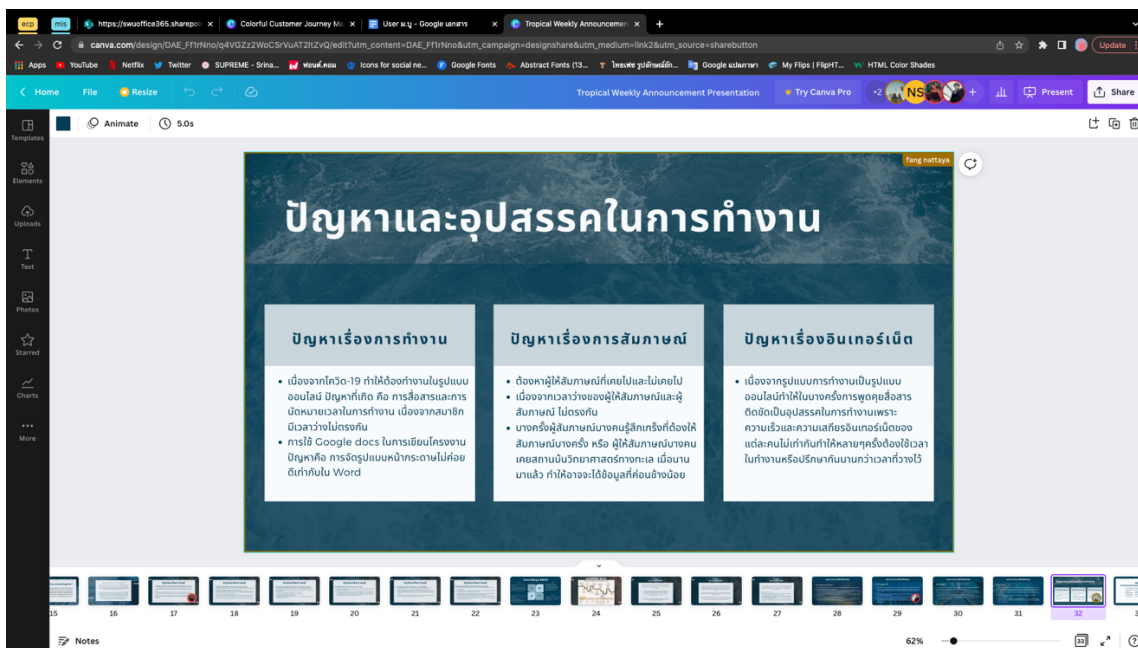 ecp
mis
https://swuoffice365.sharepoi
Colorful Customer Journey Ma
User ม.บู - Google เอกสาร
Tropical Weekly Announcemen
canva.com/design/DAE_Ff1rNno/q4VGZz2WoCSrVuAT2ItZvQ/edit?utm_content=DAE_Ff1rNno&utm_campaign=designshare&utm_medium=link2&utm_source=sharebutton
Update
Apps
YouTube
Netflix
Twitter
SUPREME - Srina...
ฟอนต์.คอม
Icons for social ne...
Google Fonts
Abstract Fonts (13...
โหลดฟรี รูปลักษณ์อัก...
Google แปลภาษา
My Flips | FlipHT...
HTML Color Shades
Home
File
Resize
Tropical Weekly Announcement Presentation
Try Canva Pro
+2
NS
Present
Share
Animate
5.0s
Templates
Elements
Uploads
Text
Photos
Starred
Charts
More
fang nattaya
ปัญหาและอุปสรรคในการทำงาน
ปัญหาเรื่องการทำงาน
• เนื่องจากโควิด-19 ทำให้ต้องทำงานในรูปแบบ
ออนไลน์ ปัญหาที่เกิด คือ การสื่อสารและการ
นัดหมายเวลาในการทำงาน เนื่องจากสมาชิก
มีเวลาว่างไม่ตรงกัน
• การใช้ Google docs ในการเขียนโครงงาน
ปัญหาคือ การจัดรูปแบบหน้ากระดาษไม่ค่อย
ดีเท่ากับใน Word
ปัญหาเรื่องการสัมภาษณ์
• ต้องหาผู้ให้สัมภาษณ์ที่เคยไปและไม่เคยไป
• เนื่องจากเวลาว่างของผู้ให้สัมภาษณ์และผู้
สัมภาษณ์ ไม่ตรงกัน
• บางครั้งผู้สัมภาษณ์บางคนรู้สึกเกร็งที่ต้องให้
สัมภาษณ์บางครั้ง หรือ ผู้ให้สัมภาษณ์บางคน
เคยสถานบันวิทยาศาสตร์ทางทะเล เมื่อนาน
มาแล้ว ทำให้อาจจะได้ข้อมูลที่ค่อนข้างน้อย
ปัญหาเรื่องอินเทอร์เน็ต
• เนื่องจากรูปแบบการทำงานเป็นรูปแบบ
ออนไลน์ทำให้ในบางครั้งการพูดคุยสื่อสาร
ติดขัดเป็นอุปสรรคในการทำงานเพราะ
ความเร็วและความเสถียรอินเทอร์เน็ตของ
แต่ละคนไม่เท่ากันทำให้หลายๆครั้งต้องใช้เวลา
ในทำงานหรือปรึกษากันนานกว่าเวลาที่วางไว้
15
16
17
18
19
20
21
22
23
24
25
26
27
28
29
30
31
32
Notes
62%
33